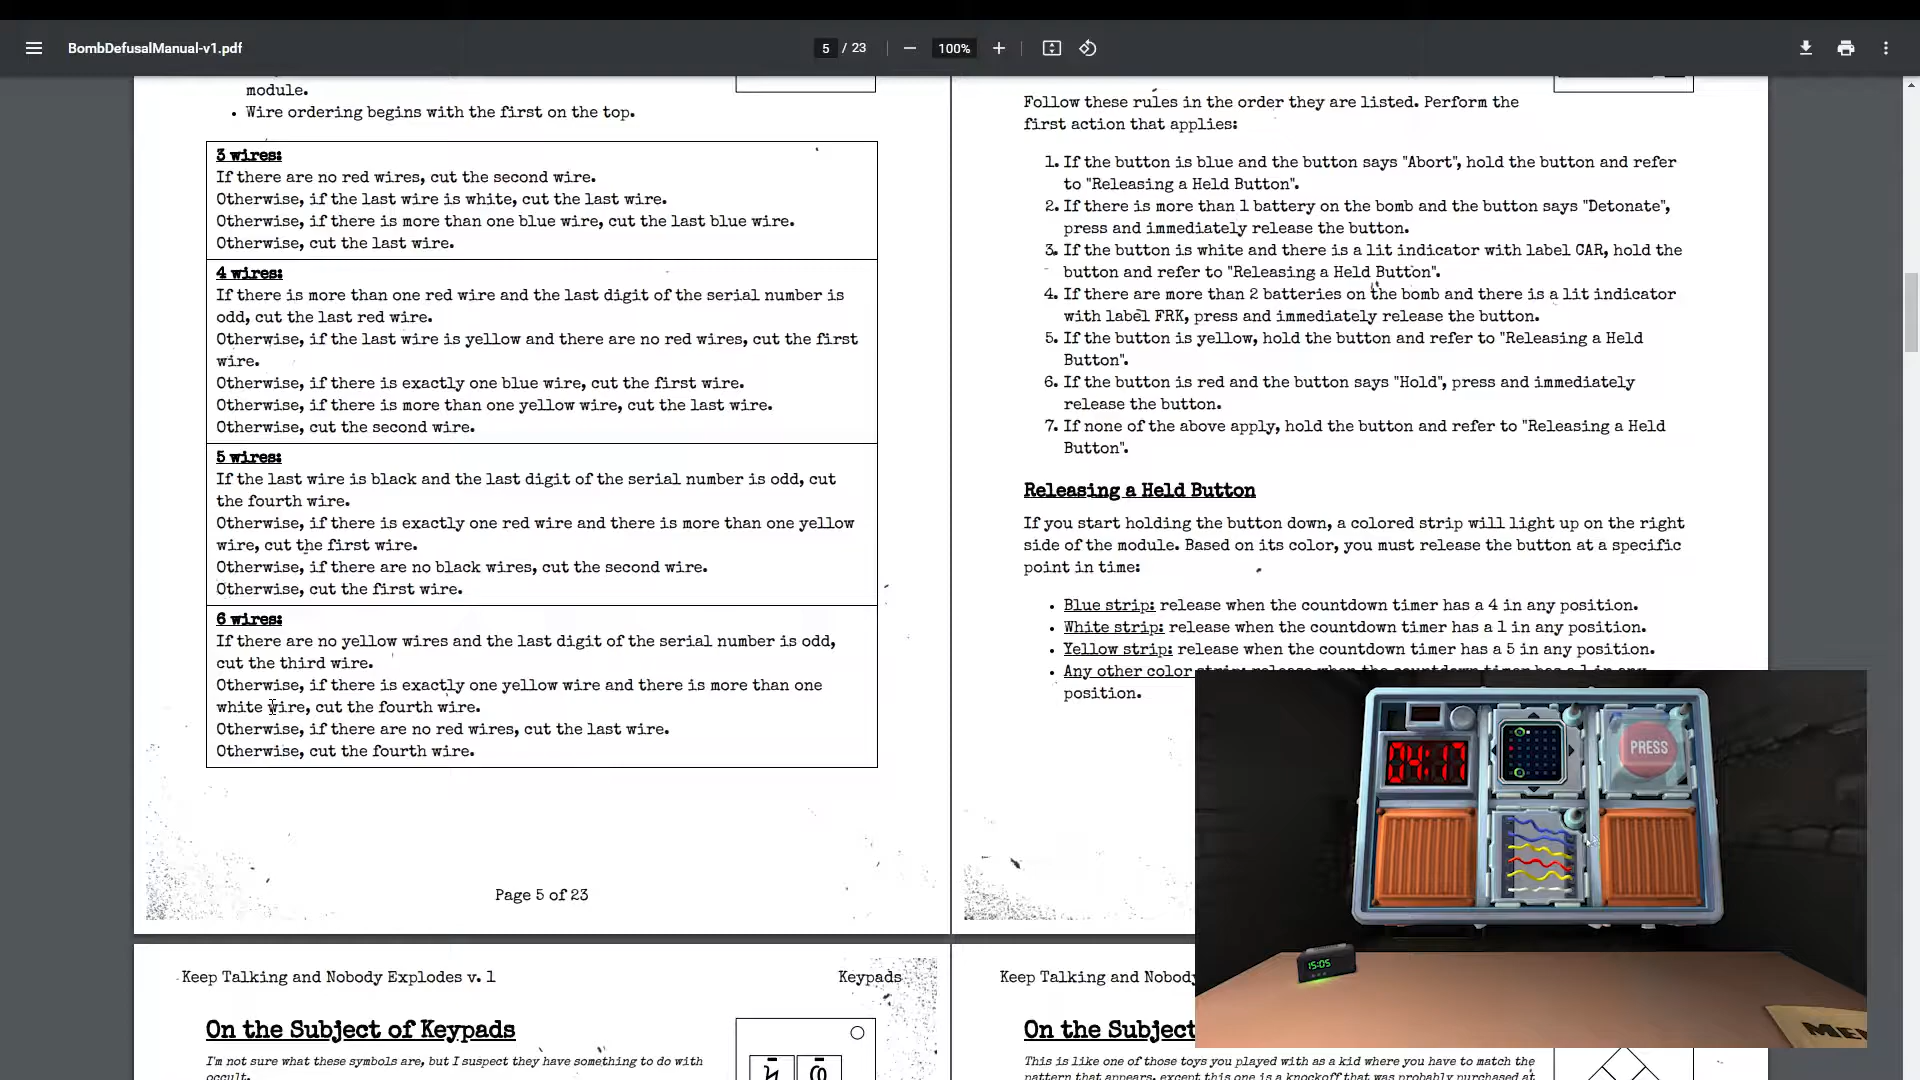 BombDefusalManual-v1.pdf
5 / 23
100%
module.
• Wire ordering begins with the first on the top.
3 wires:
If there are no red wires, cut the second wire.
Otherwise, if the last wire is white, cut the last wire.
Otherwise, if there is more than one blue wire, cut the last blue wire.
Otherwise, cut the last wire.
4 wires:
If there is more than one red wire and the last digit of the serial number is
odd, cut the last red wire.
Otherwise, if the last wire is yellow and there are no red wires, cut the first
wire.
Otherwise, if there is exactly one blue wire, cut the first wire.
Otherwise, if there is more than one yellow wire, cut the last wire.
Otherwise, cut the second wire.
5 wires:
If the last wire is black and the last digit of the serial number is odd, cut
the fourth wire.
Otherwise, if there is exactly one red wire and there is more than one yellow
wire, cut the first wire.
Otherwise, if there are no black wires, cut the second wire.
Otherwise, cut the first wire.
6 wires:
If there are no yellow wires and the last digit of the serial number is odd,
cut the third wire.
Otherwise, if there is exactly one yellow wire and there is more than one
white wire, cut the fourth wire.
Otherwise, if there are no red wires, cut the last wire.
Otherwise, cut the fourth wire.
Page 5 of 23
Follow these rules in the order they are listed. Perform the
first action that applies:
1. If the button is blue and the button says "Abort", hold the button and refer
to "Releasing a Held Button".
2. If there is more than 1 battery on the bomb and the button says "Detonate",
press and immediately release the button.
3. If the button is white and there is a lit indicator with label CAR, hold the
button and refer to "Releasing a Held Button".
4. If there are more than 2 batteries on the bomb and there is a lit indicator
with label FRK, press and immediately release the button.
5. If the button is yellow, hold the button and refer to "Releasing a Held
Button".
6. If the button is red and the button says "Hold", press and immediately
release the button.
7. If none of the above apply, hold the button and refer to "Releasing a Held
Button".
Releasing a Held Button
If you start holding the button down, a colored strip will light up on the right
side of the module. Based on its color, you must release the button at a specific
point in time:
• Blue strip: release when the countdown timer has a 4 in any position.
• White strip: release when the countdown timer has a 1 in any position.
• Yellow strip: release when the countdown timer has a 5 in any position.
• Any other color strip: release when the countdown timer has a 1 in any
position.
04:17
PRESS
15:05
Keep Talking and Nobody Explodes v. 1
Keypads
On the Subject of Keypads
I'm not sure what these symbols are, but I suspect they have something to do with
occult.
Keep Talking and Nobody
On the Subject
This is like one of those toys you played with as a kid where you have to match the
pattern that appears, except this one is a knockoff that was probably purchased at